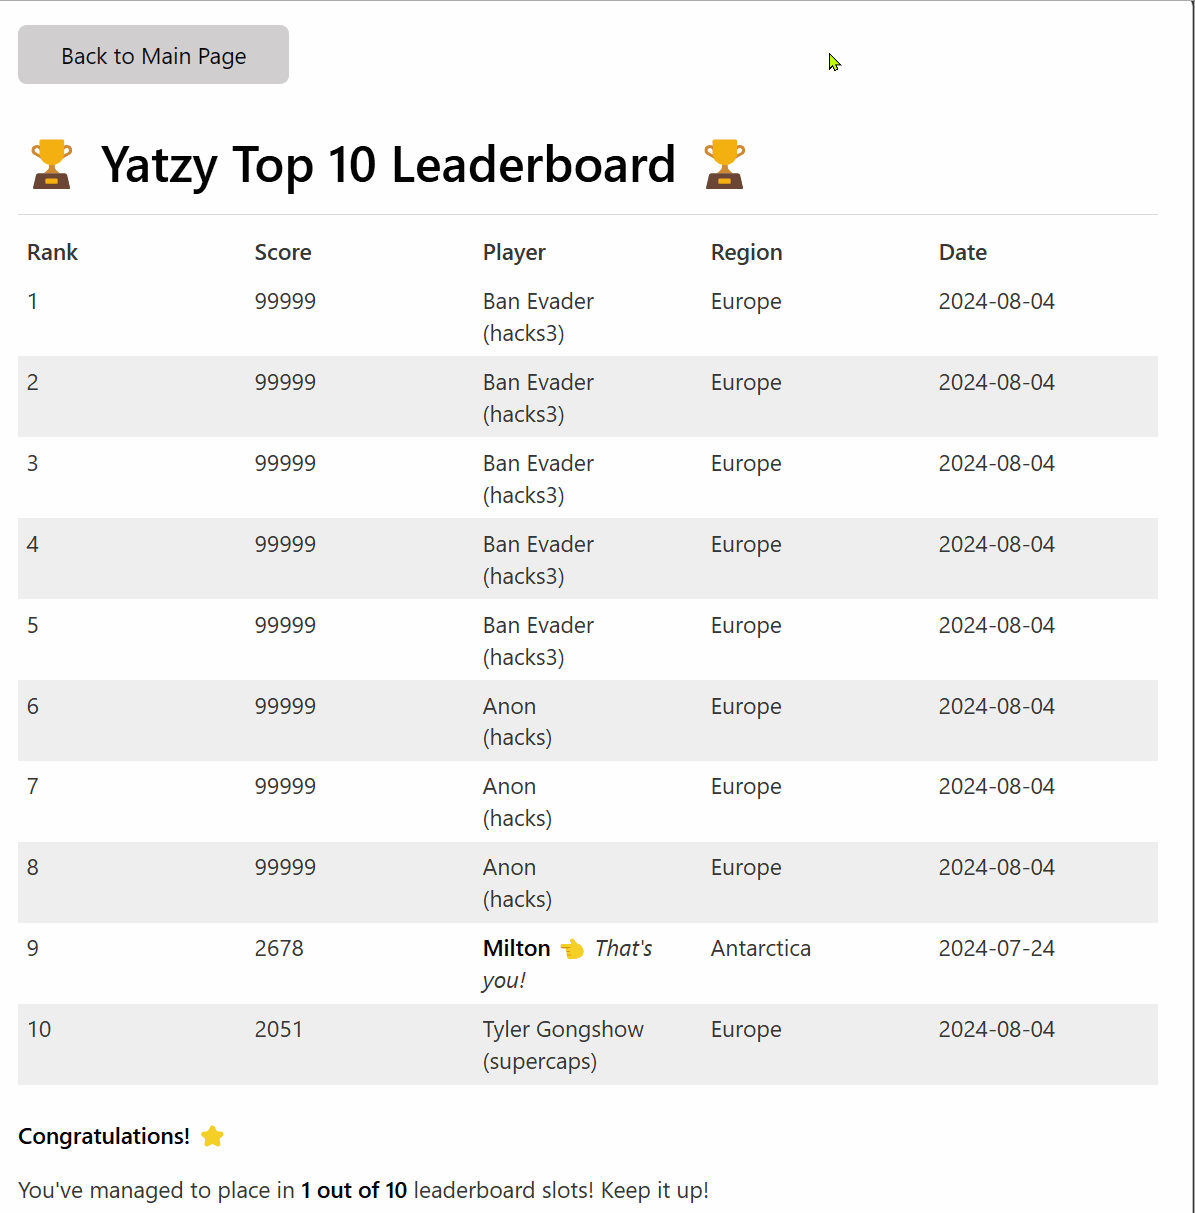 Back to Main Page
Yatzy Top 10 Leaderboard
Rank Score Player Region Date
1 99999 Ban Evader Europe 2024-08-04
(hacks3)
2 99999 Ban Evader Europe 2024-08-04
(hacks3)
3 99999 Ban Evader Europe 2024-08-04
(hacks3)
4 99999 Ban Evader Europe 2024-08-04
(hacks3)
5 99999 Ban Evader Europe 2024-08-04
(hacks3)
6 99999 Anon Europe 2024-08-04
(hacks)
7 99999 Anon Europe 2024-08-04
(hacks)
8 99999 Anon Europe 2024-08-04
(hacks)
9 2678 Milton 👈 That's Antarctica 2024-07-24
you!
10 2051 Tyler Gongshow Europe 2024-08-04
(supercaps)
Congratulations! ⭐
You've managed to place in 1 out of 10 leaderboard slots! Keep it up!